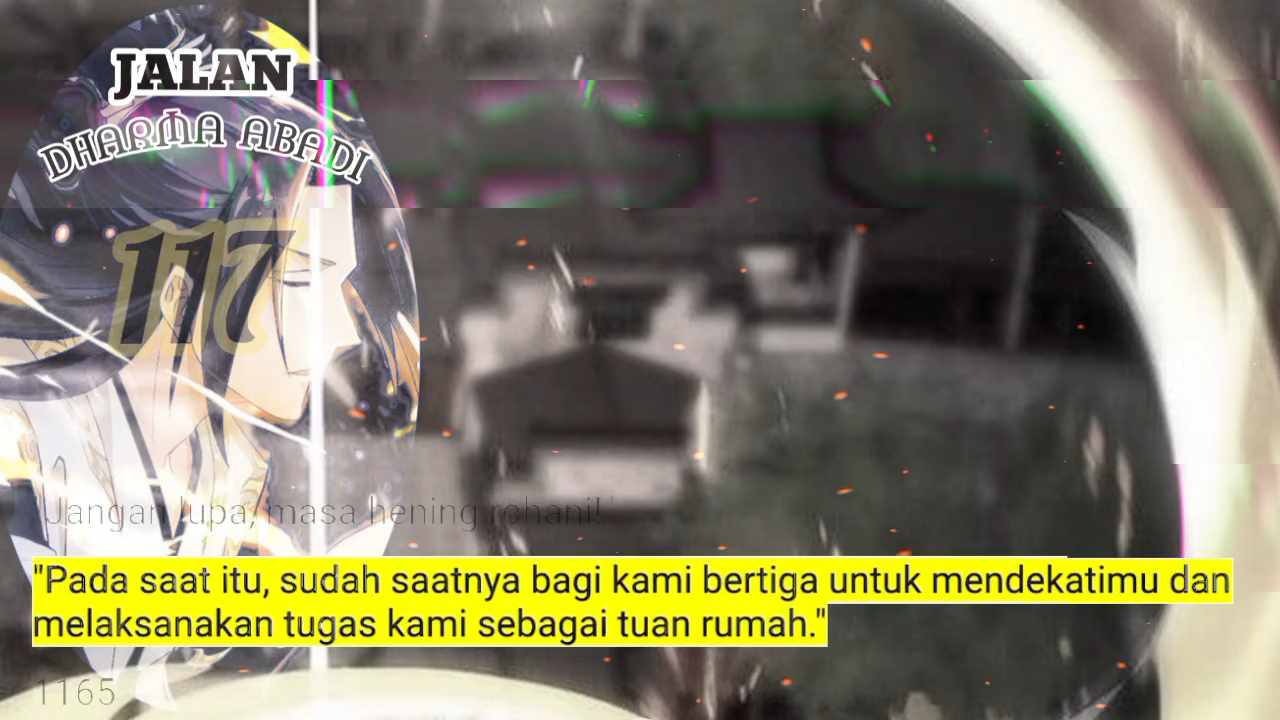 JALAN
DHARMA ABADI
117
"Jangan lupa, masa hening rohani!"
"Pada saat itu, sudah saatnya bagi kami bertiga untuk mendekatimu dan
melaksanakan tugas kami sebagai tuan rumah."
1165